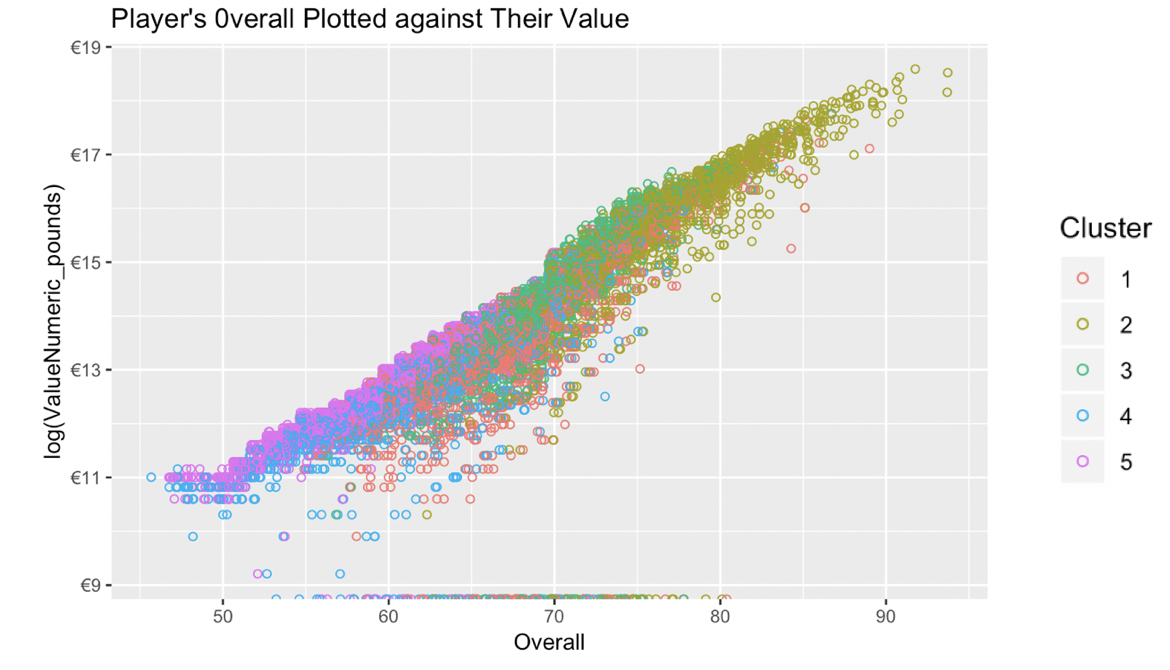 Player's 0verall Plotted against Their Value
€19
€17
€15
€13
€11
€9
log(ValueNumeric_pounds)
50 60 70 80 90
Overall
Cluster
1
2
3
4
5